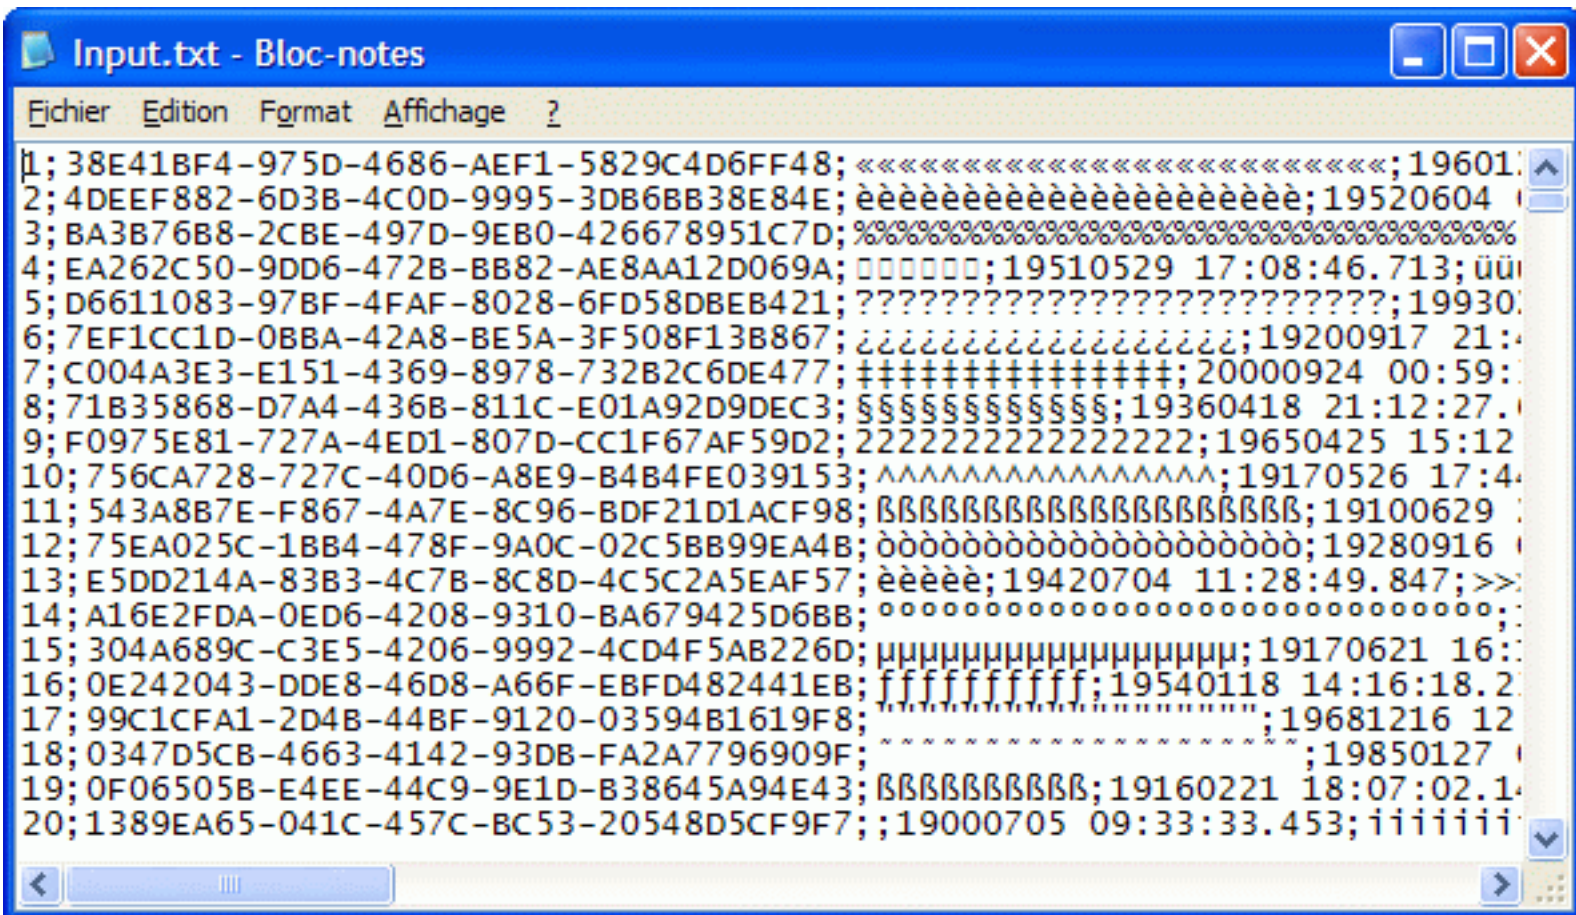 Input.txt - Bloc-notes
Fichier Edition Format Affichage ?
1;38E41BF4-975D-4686-AEF1-5829C4D6FF48;«««««««««««««««««««««««««;19601
2;4DEEF882-6D3B-4C0D-9995-3DB6BB38E84E;èèèèèèèèèèèèèèèèèèèèè;19520604
3;BA3B76B8-2CBE-497D-9EB0-426678951C7D;%%%%%%%%%%%%%%%%%%%%%%%%%%%%%%%
4;EA262C50-9DD6-472B-BB82-AE8AA12D069A;□□□□□□;19510529 17:08:46.713;üü
5;D6611083-97BF-4FAF-8028-6FD58DBEB421;?????????????????????????;19930
6;7EF1CC1D-0BBA-42A8-BE5A-3F508F13B867;¿¿¿¿¿¿¿¿¿¿¿¿¿¿¿¿¿¿;19200917 21:
7;C004A3E3-E151-4369-8978-732B2C6DE477;‡‡‡‡‡‡‡‡‡‡‡‡‡‡‡;20000924 00:59:
8;71B35868-D7A4-436B-811C-E01A92D9DEC3;§§§§§§§§§§§§;19360418 21:12:27.
9;F0975E81-727A-4ED1-807D-CC1F67AF59D2;2222222222222222;19650425 15:12
10;756CA728-727C-40D6-A8E9-B4B4FE039153;^^^^^^^^^^^^^^^^;19170526 17:4
11;543A8B7E-F867-4A7E-8C96-BDF21D1ACF98;ßßßßßßßßßßßßßßßßßßßß;19100629
12;75EA025C-1BB4-478F-9A0C-02C5BB99EA4B;òòòòòòòòòòòòòòòòòòòò;19280916
13;E5DD214A-83B3-4C7B-8C8D-4C5C2A5EAF57;èèèèè;19420704 11:28:49.847;>>
14;A16E2FDA-0ED6-4208-9310-BA679425D6BB;ººººººººººººººººººººººººººººº;
15;304A689C-C3E5-4206-9992-4CD4F5AB226D;µµµµµµµµµµµµµµµµµ;19170621 16:
16;0E242043-DDE8-46D8-A66F-EBFD482441EB;ƒƒƒƒƒƒƒƒƒƒ;19540118 14:16:18.2
17;99C1CFA1-2D4B-44BF-9120-03594B1619F8;"""""""""""""""""";19681216 12
18;0347D5CB-4663-4142-93DB-FA2A7796909F;˜˜˜˜˜˜˜˜˜˜˜˜˜˜˜˜˜˜˜˜;19850127
19;0F06505B-E4EE-44C9-9E1D-B38645A94E43;ßßßßßßßßßß;19160221 18:07:02.1
20;1389EA65-041C-457C-BC53-20548D5CF9F7;;19000705 09:33:33.453;iiiiiii